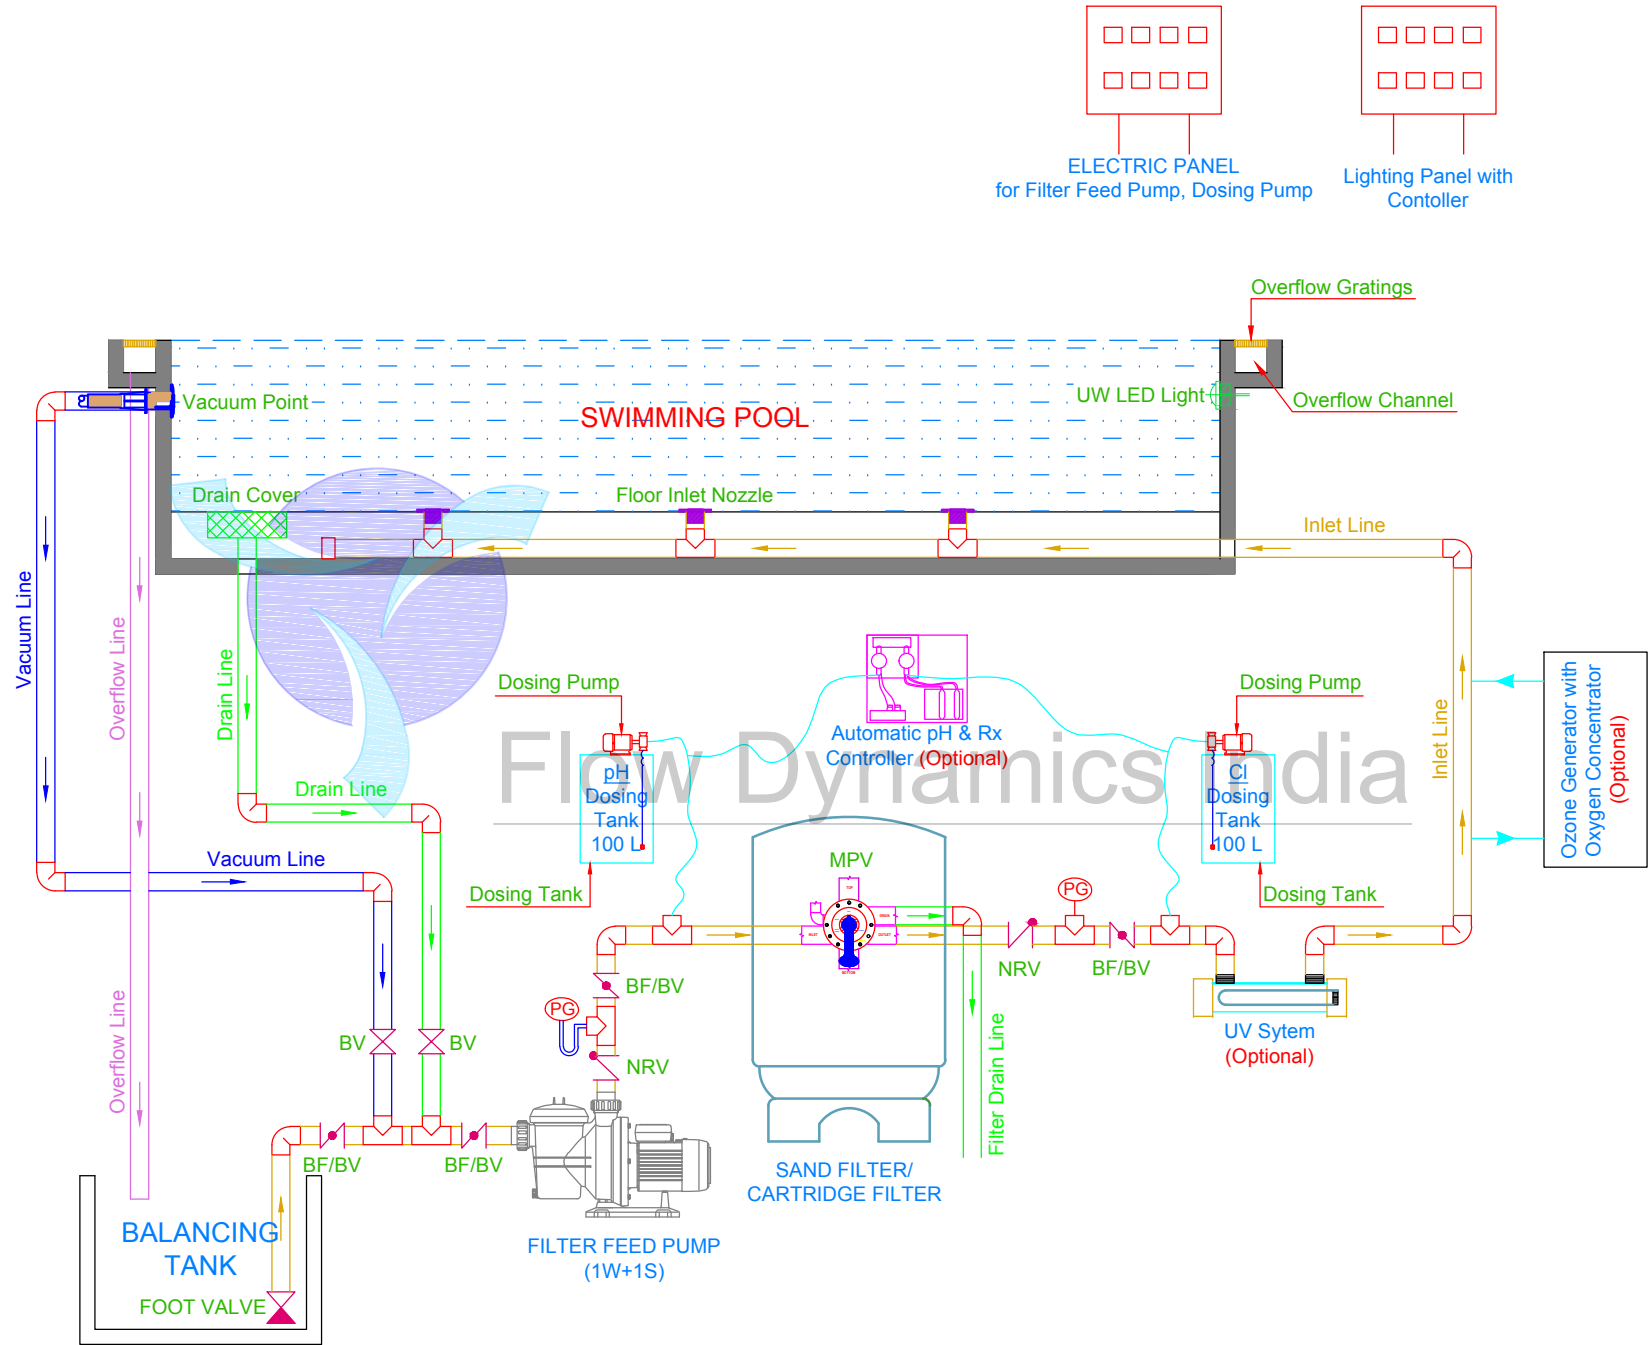 ELECTRIC PANEL
for Filter Feed Pump, Dosing Pump
Lighting Panel with
Contoller
Overflow Gratings
Vacuum Point
SWIMMING POOL
UW LED Light
Overflow Channel
Drain Cover
Floor Inlet Nozzle
Inlet Line
Vacuum Line
Overflow Line
Drain Line
Dosing Pump
Automatic pH & Rx
Controller (Optional)
Dosing Pump
Inlet Line
Ozone Generator with
Oxygen Concentrator
(Optional)
Flow Dynamics India
pH
Dosing
Tank
100 L
Cl
Dosing
Tank
100 L
Drain Line
Vacuum Line
MPV
Dosing Tank
Dosing Tank
PG
TOP
INLET
DRAIN
OUTLET
BOTTOM
NRV
BF/BV
BF/BV
PG
NRV
BV
BV
UV Sytem
(Optional)
Overflow Line
Filter Drain Line
BF/BV
BF/BV
SAND FILTER/
CARTRIDGE FILTER
BALANCING
TANK
FILTER FEED PUMP
(1W+1S)
FOOT VALVE